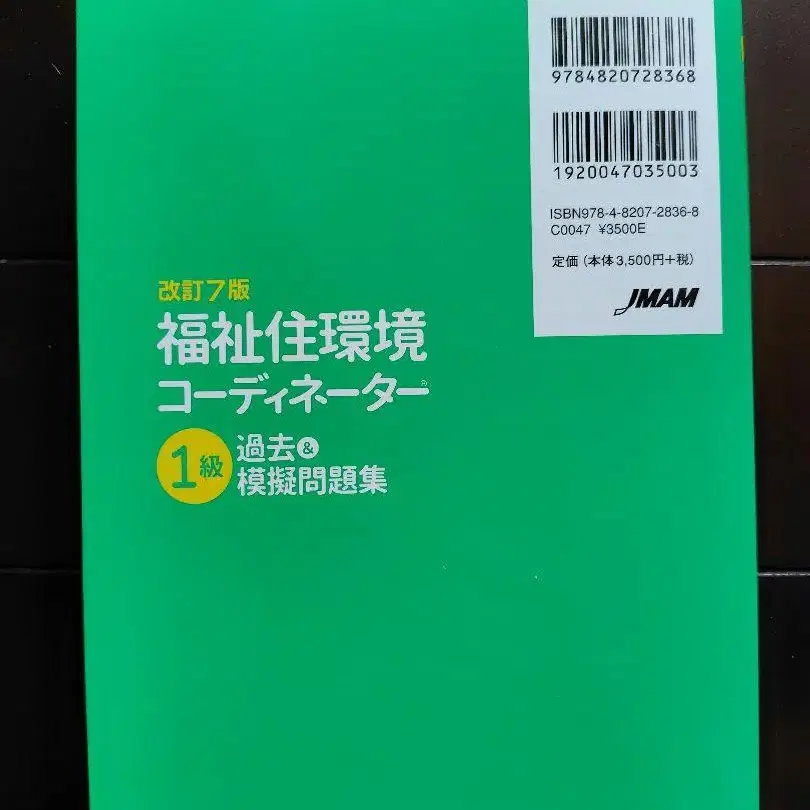 9784820728368
1920047035003
ISBN978-4-8207-2836-8
C0047 ¥3500E
定価（本体3,500円+税）
JMAM
改訂7版
福祉住環境
コーディネーター®
1級
過去&
模擬問題集